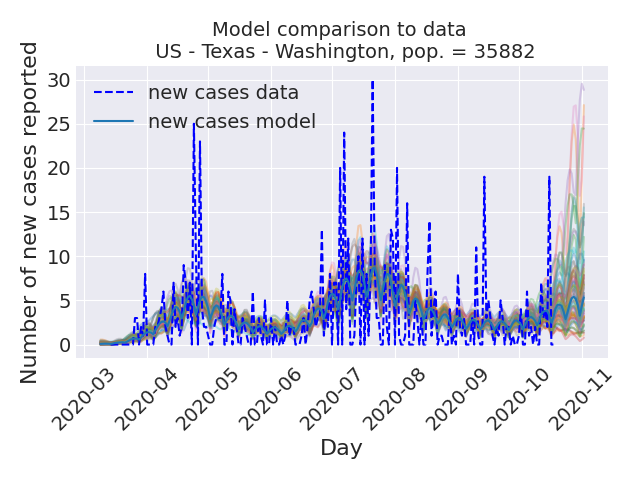 Model comparison to data
US - Texas - Washington, pop. = 35882
Number of new cases reported
30
25
20
15
10
5
0
new cases data
new cases model
2020-03
2020-04
2020-05
2020-06
2020-07
2020-08
2020-09
2020-10
2020-11
Day